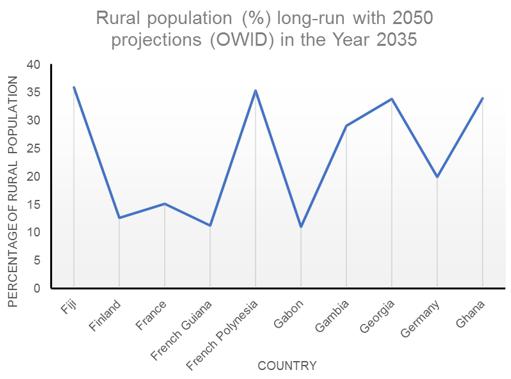 Rural population (%) long-run with 2050
projections (OWID) in the Year 2035
PERCENTAGE OF RURAL POPULATION
40
35
30
25
20
15
10
5
0
Fiji
Finland
France
French Guiana
French Polynesia
Gabon
Gambia
Georgia
Germany
Ghana
COUNTRY